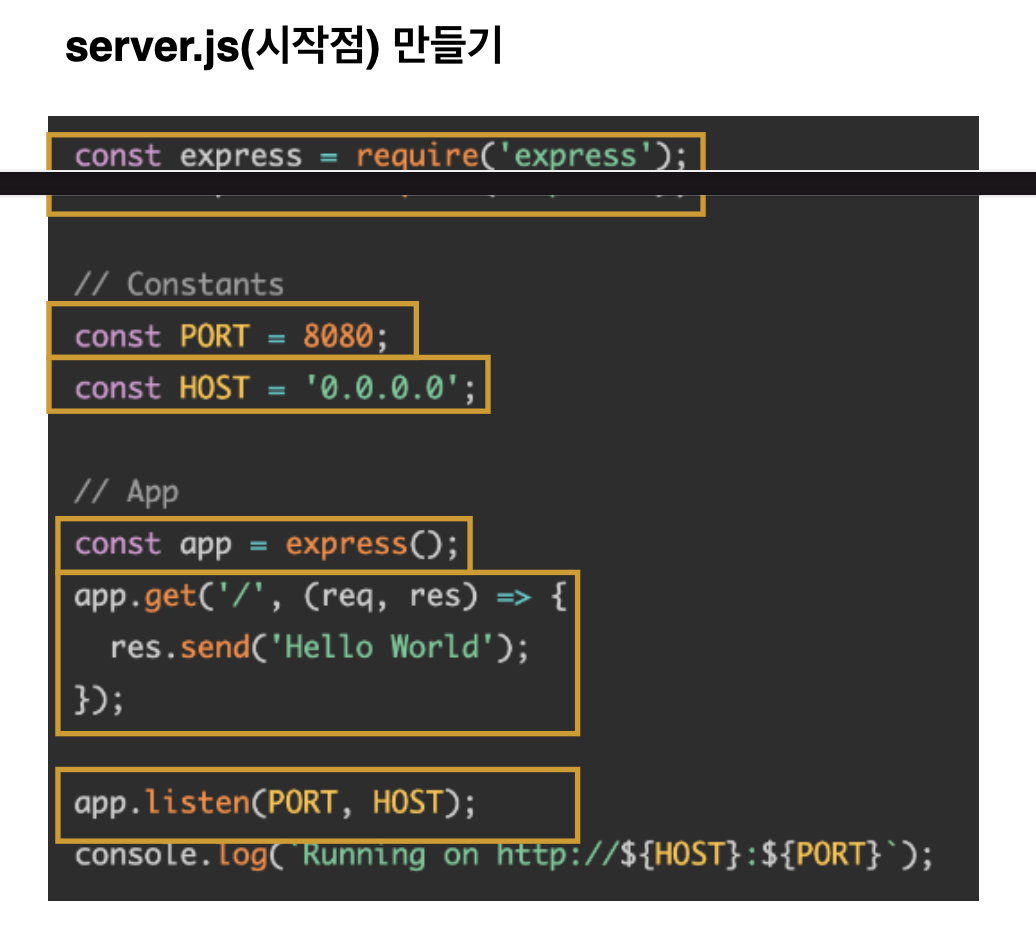 server.js(시작점) 만들기
const express = require('express');
// Constants
const PORT = 8080;
const HOST = '0.0.0.0';
// App
const app = express();
app.get('/', (req, res) => {
  res.send('Hello World');
});
app.listen(PORT, HOST);
console.log(`Running on http://${HOST}:${PORT}`);